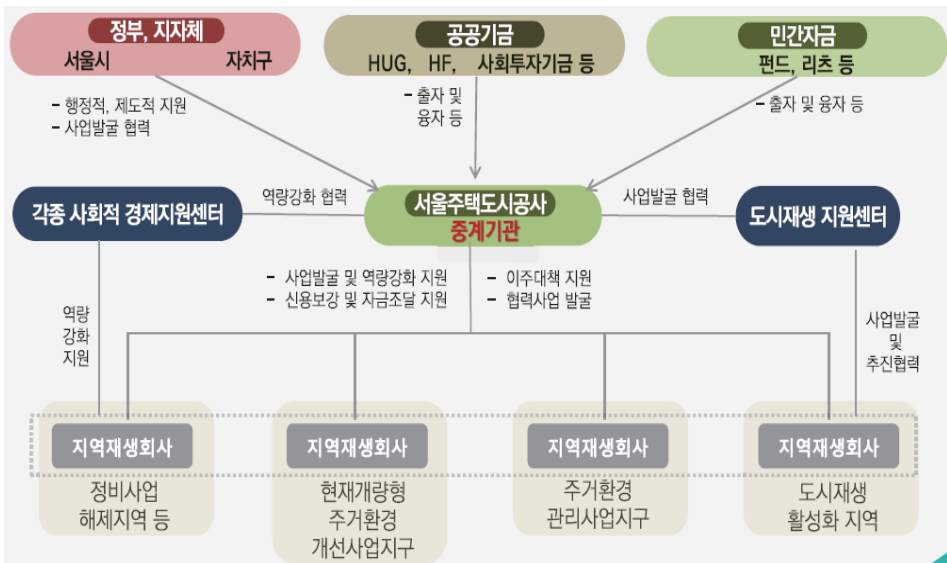 정부, 지자체
서울시 자치구
공공기금
HUG, HF, 사회투자기금 등
민간자금
펀드, 리츠 등
- 행정적, 제도적 지원
- 사업발굴 협력
- 출자 및
융자 등
- 출자 및 융자 등
각종 사회적 경제지원센터
역량강화 협력
서울주택도시공사
중계기관
사업발굴 협력
도시재생 지원센터
- 사업발굴 및 역량강화 지원
- 신용보강 및 자금조달 지원
- 이주대책 지원
- 협력사업 발굴
역량
강화
지원
사업발굴
및
추진협력
지역재생회사
정비사업
해제지역 등
지역재생회사
현재개량형
주거환경
개선사업지구
지역재생회사
주거환경
관리사업지구
지역재생회사
도시재생
활성화 지역